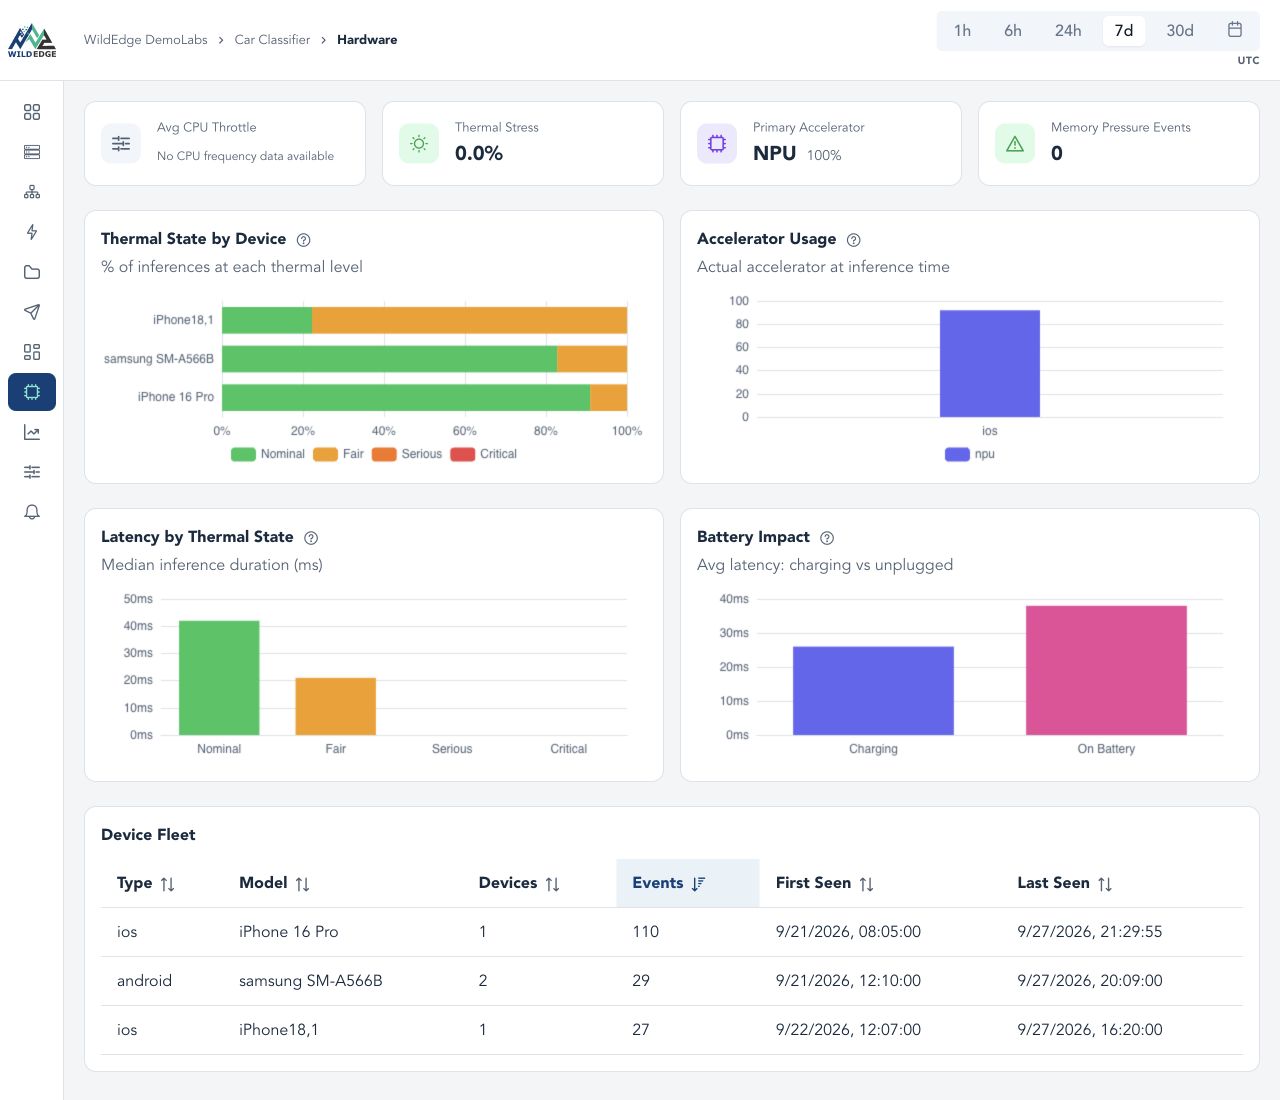 WILDEDGE
WildEdge DemoLabs > Car Classifier > Hardware
1h 6h 24h 7d 30d
UTC
Avg CPU Throttle
No CPU frequency data available
Thermal Stress
0.0%
Primary Accelerator
NPU 100%
Memory Pressure Events
0
Thermal State by Device ?
% of inferences at each thermal level
iPhone18,1
samsung SM-A566B
iPhone 16 Pro
0% 20% 40% 60% 80% 100%
Nominal Fair Serious Critical
Accelerator Usage ?
Actual accelerator at inference time
100
80
60
40
20
0
ios
npu
Latency by Thermal State ?
Median inference duration (ms)
50ms
40ms
30ms
20ms
10ms
0ms
Nominal Fair Serious Critical
Battery Impact ?
Avg latency: charging vs unplugged
40ms
30ms
20ms
10ms
0ms
Charging On Battery
Device Fleet
Type Model Devices Events First Seen Last Seen
ios iPhone 16 Pro 1 110 9/21/2026, 08:05:00 9/27/2026, 21:29:55
android samsung SM-A566B 2 29 9/21/2026, 12:10:00 9/27/2026, 20:09:00
ios iPhone18,1 1 27 9/22/2026, 12:07:00 9/27/2026, 16:20:00